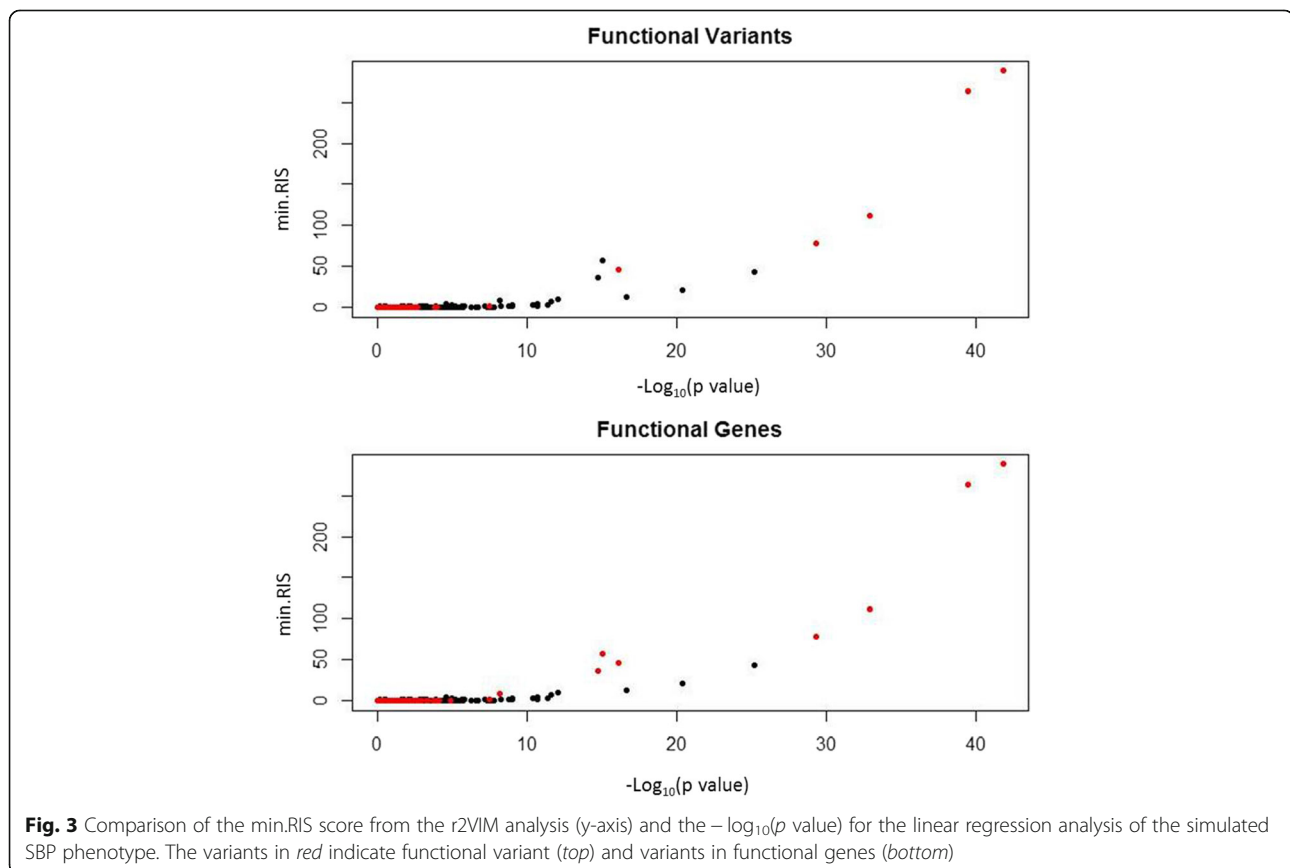 Functional Variants
min.RIS
200
100
50
0
0 10 20 30 40
-Log₁₀(p value)
Functional Genes
min.RIS
200
100
50
0
0 10 20 30 40
-Log₁₀(p value)
Fig. 3 Comparison of the min.RIS score from the r2VIM analysis (y-axis) and the – log₁₀(p value) for the linear regression analysis of the simulated
SBP phenotype. The variants in red indicate functional variant (top) and variants in functional genes (bottom)